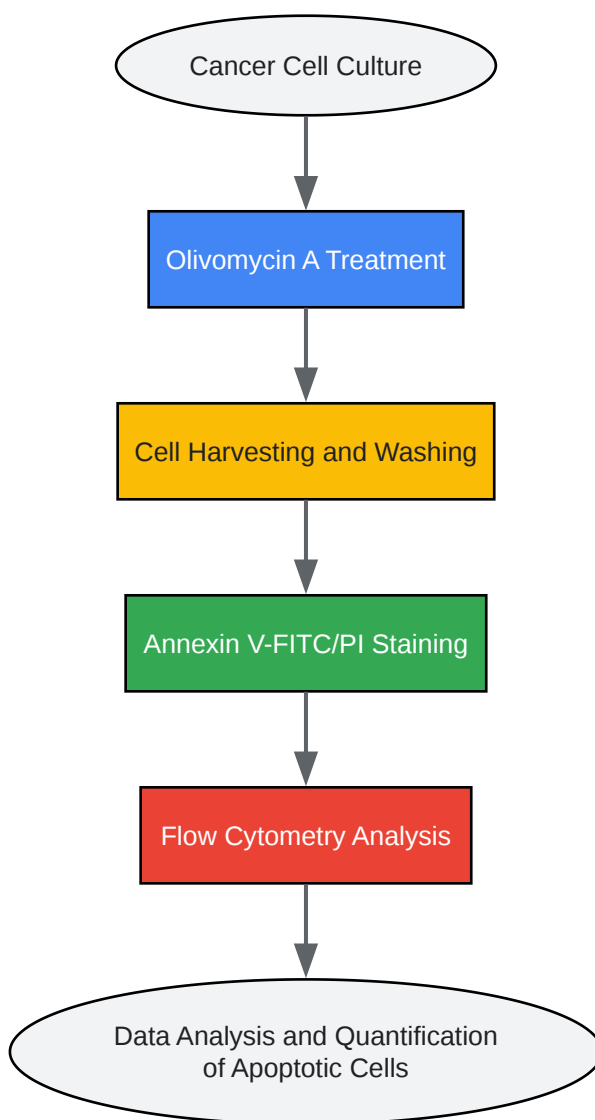 Cancer Cell Culture
Olivomycin A Treatment
Cell Harvesting and Washing
Annexin V-FITC/PI Staining
Flow Cytometry Analysis
Data Analysis and Quantification
of Apoptotic Cells